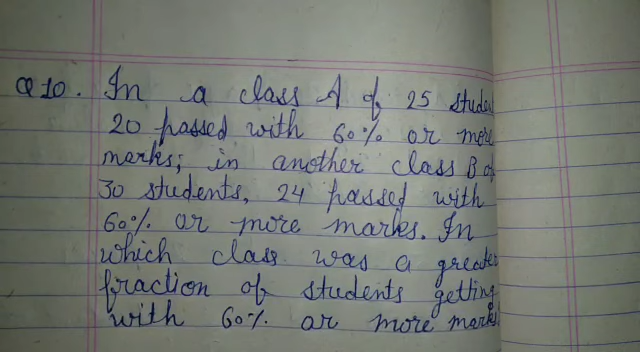 Q10. In a class A of 25 studen
20 passed with 60% or more
marks; in another class B of
30 students, 24 passed with
60% or more marks. In
which class was a greater
fraction of students getting
with 60% or more marks